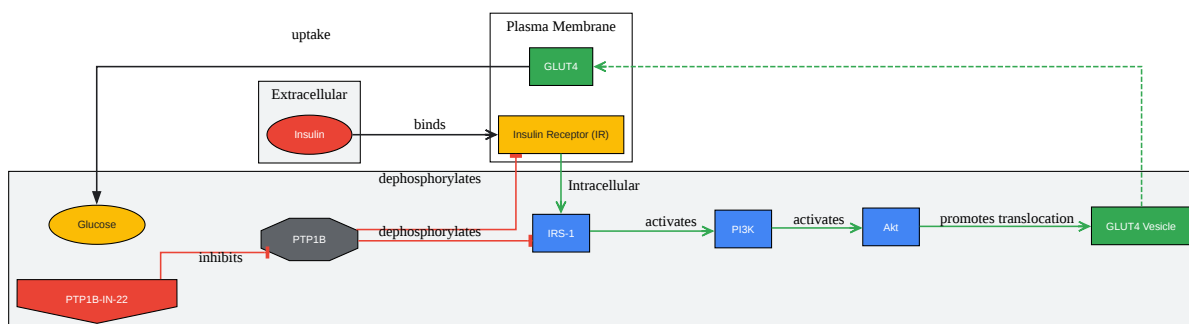 Plasma Membrane
uptake
GLUT4
Extracellular
Insulin
binds
Insulin Receptor (IR)
dephosphorylates
Intracellular
Glucose
PTP1B
dephosphorylates
IRS-1
activates
PI3K
activates
Akt
promotes translocation
GLUT4 Vesicle
inhibits
PTP1B-IN-22